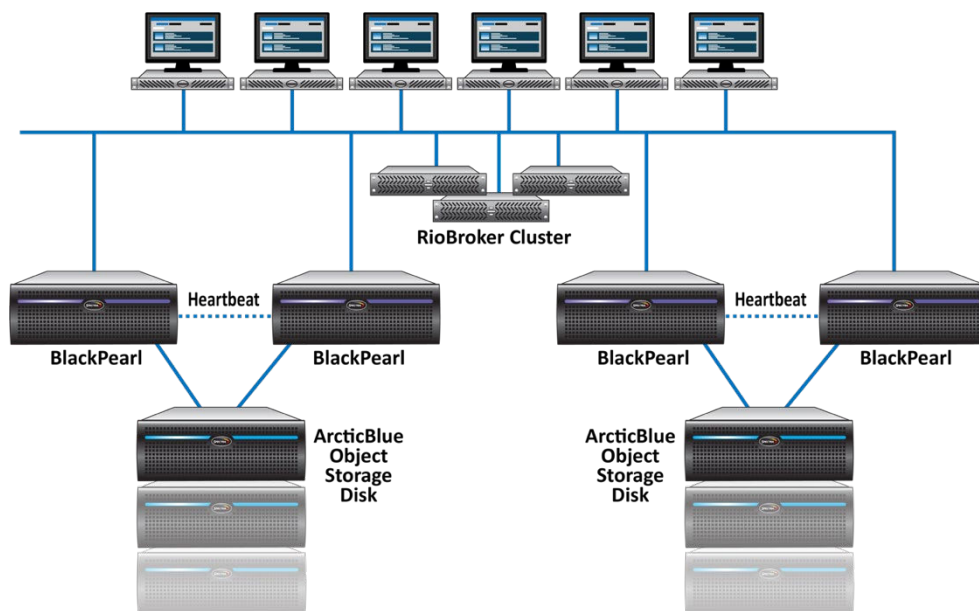 RioBroker Cluster
Heartbeat
BlackPearl
BlackPearl
Heartbeat
BlackPearl
BlackPearl
ArcticBlue
Object
Storage
Disk
ArcticBlue
Object
Storage
Disk